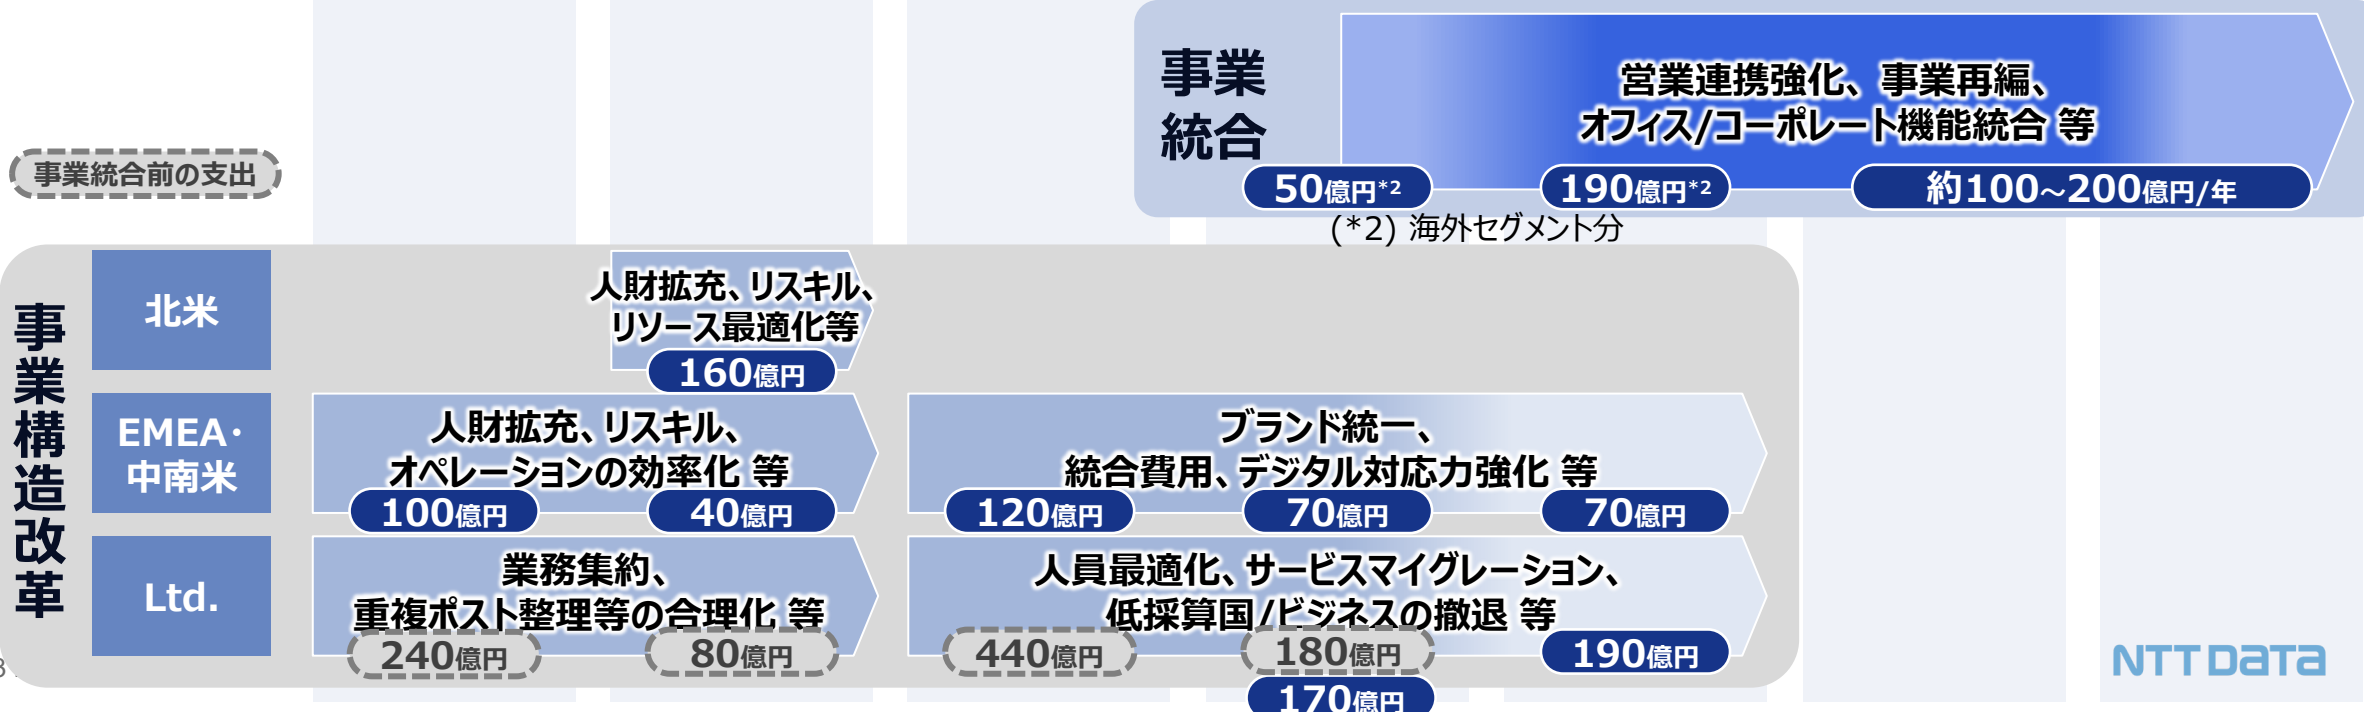 事業
統合
営業連携強化、事業再編、
オフィス/コーポレート機能統合 等
事業統合前の支出
50億円*2
190億円*2
約100~200億円/年
(*2) 海外セグメント分
事業構造改革
北米
人財拡充、リスキル、
リソース最適化等
160億円
EMEA・
中南米
人財拡充、リスキル、
オペレーションの効率化 等
100億円
40億円
ブランド統一、
統合費用、デジタル対応力強化 等
120億円
70億円
70億円
Ltd.
業務集約、
重複ポスト整理等の合理化 等
240億円
80億円
人員最適化、サービスマイグレーション、
低採算国/ビジネスの撤退 等
440億円
180億円
190億円
170億円
NTT DATA